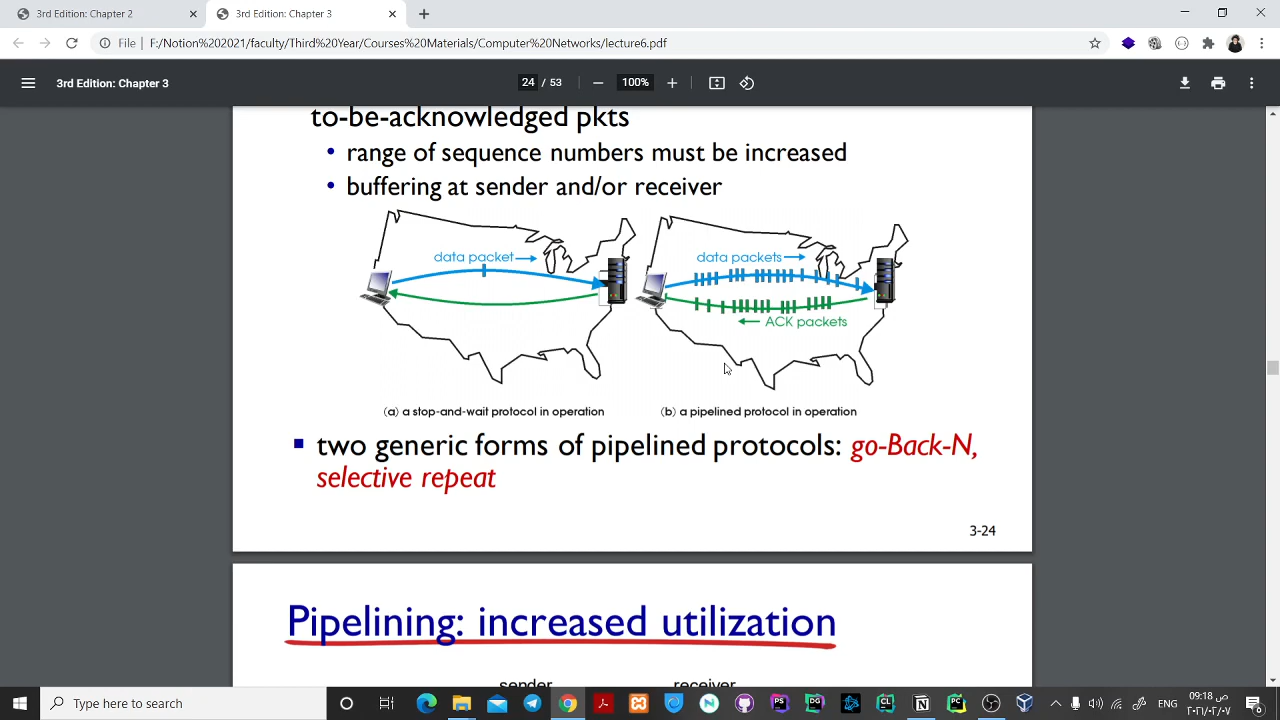 3rd Edition: Chapter 2
3rd Edition: Chapter 3
File
F:/Notion%202021/faculty/Third%20Year/Courses%20Materials/Computer%20Networks/lecture6.pdf
3rd Edition: Chapter 3
24 / 53
100%
to-be-acknowledged pkts
• range of sequence numbers must be increased
• buffering at sender and/or receiver
data packet
data packets
ACK packets
(a) a stop-and-wait protocol in operation
(b) a pipelined protocol in operation
two generic forms of pipelined protocols: go-Back-N,
selective repeat
3-24
Pipelining: increased utilization
sender
receiver
Type here to search
PS
DG
CL
N
PC
ENG
09:18 ص